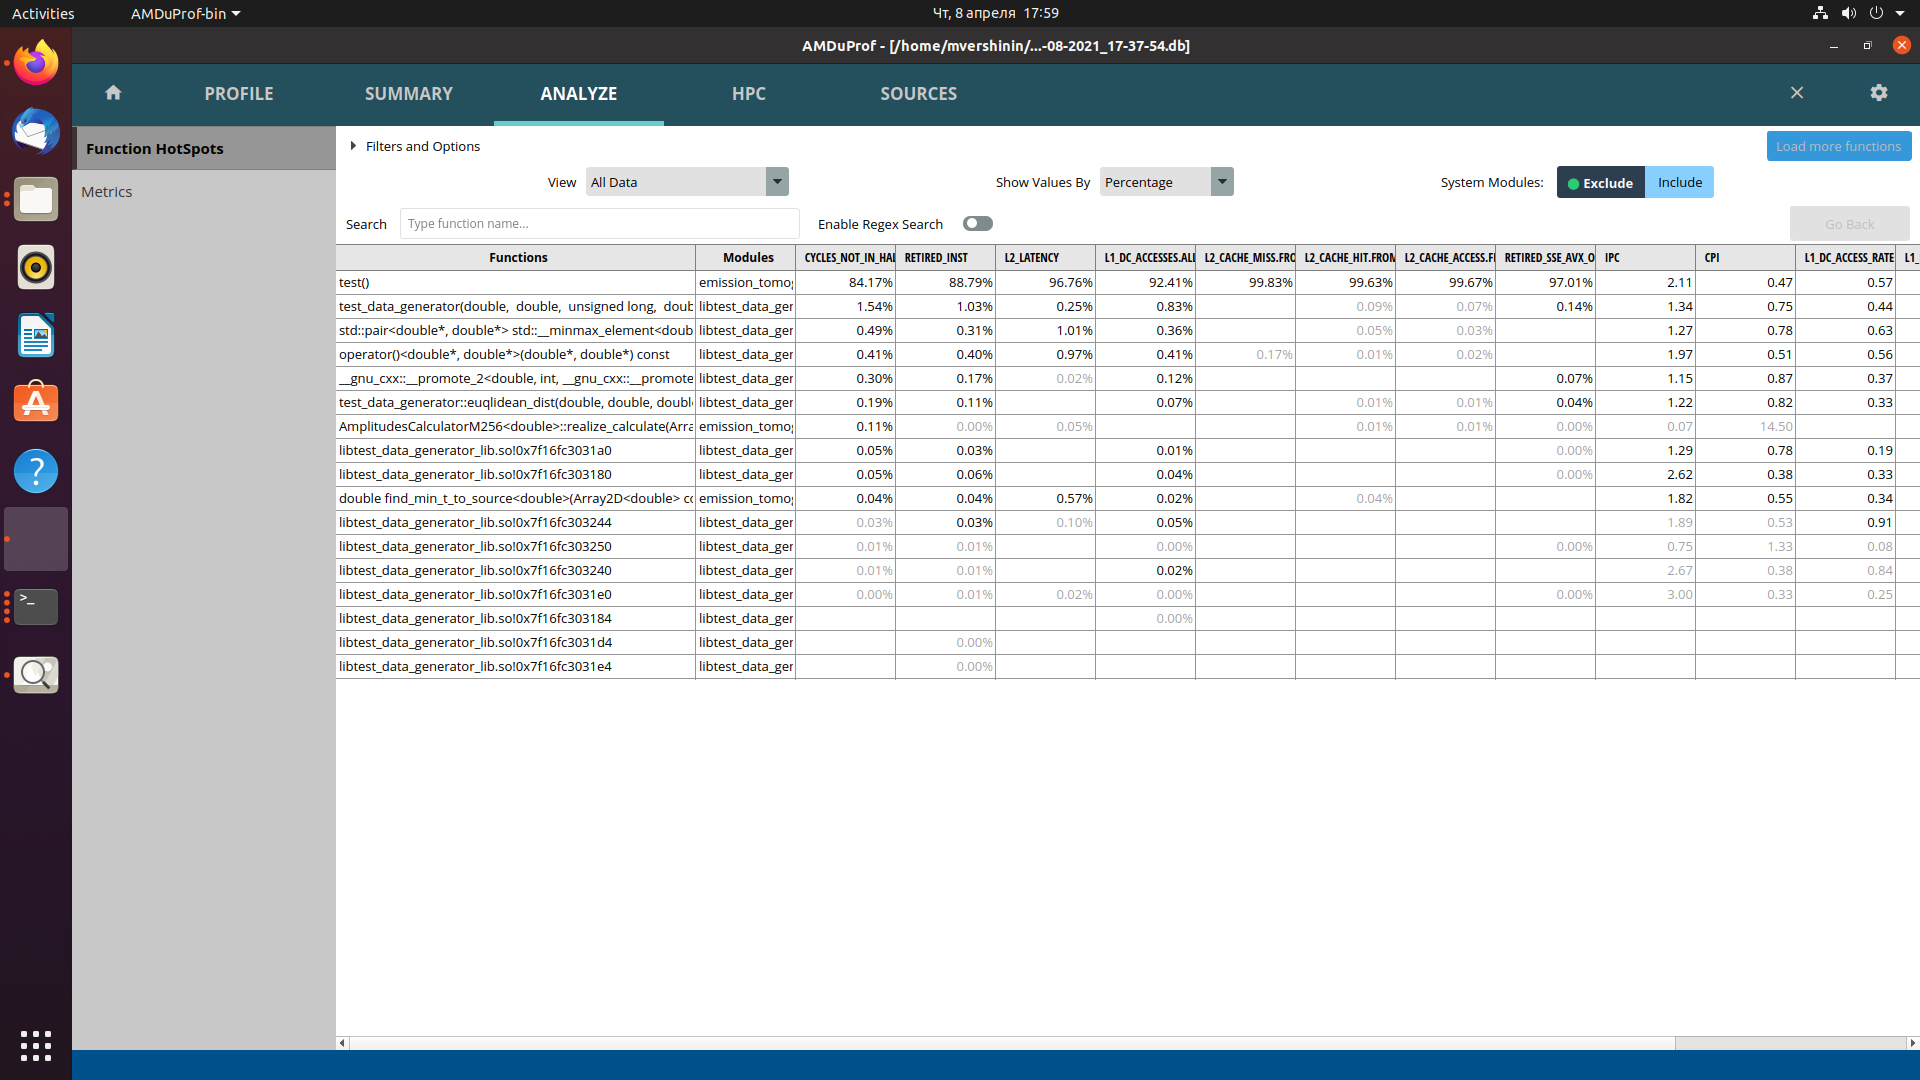 Activities AMDuProf-bin Чт, 8 апреля 17:59
AMDuProf - [/home/mvershinin/...-08-2021_17-37-54.db]
PROFILE SUMMARY ANALYZE HPC SOURCES
Function HotSpots
Metrics
Filters and Options Load more functions
View All Data Show Values By Percentage System Modules: Exclude Include
Search Type function name... Enable Regex Search Go Back
Functions Modules CYCLES_NOT_IN_HAL RETIRED_INST L2_LATENCY L1_DC_ACCESSES.ALL L2_CACHE_MISS.FRO L2_CACHE_HIT.FROM L2_CACHE_ACCESS.F RETIRED_SSE_AVX_O IPC CPI L1_DC_ACCESS_RATE L1_
test() emission_tomog 84.17% 88.79% 96.76% 92.41% 99.83% 99.63% 99.67% 97.01% 2.11 0.47 0.57
test_data_generator(double, double, unsigned long, doub libtest_data_ger 1.54% 1.03% 0.25% 0.83% 0.09% 0.07% 0.14% 1.34 0.75 0.44
std::pair<double*, double*> std::__minmax_element<doub libtest_data_ger 0.49% 0.31% 1.01% 0.36% 0.05% 0.03% 1.27 0.78 0.63
operator()<double*, double*>(double*, double*) const libtest_data_ger 0.41% 0.40% 0.97% 0.41% 0.17% 0.01% 0.02% 1.97 0.51 0.56
__gnu_cxx::__promote_2<double, int, __gnu_cxx::__promote libtest_data_ger 0.30% 0.17% 0.02% 0.12% 0.07% 1.15 0.87 0.37
test_data_generator::euqlidean_dist(double, double, doubl libtest_data_ger 0.19% 0.11% 0.07% 0.01% 0.01% 0.04% 1.22 0.82 0.33
AmplitudesCalculatorM256<double>::realize_calculate(Arra emission_tomog 0.11% 0.00% 0.05% 0.01% 0.01% 0.00% 0.07 14.50
libtest_data_generator_lib.so!0x7f16fc3031a0 libtest_data_ger 0.05% 0.03% 0.01% 0.00% 1.29 0.78 0.19
libtest_data_generator_lib.so!0x7f16fc303180 libtest_data_ger 0.05% 0.06% 0.04% 0.00% 2.62 0.38 0.33
double find_min_t_to_source<double>(Array2D<double> co emission_tomog 0.04% 0.04% 0.57% 0.02% 0.04% 1.82 0.55 0.34
libtest_data_generator_lib.so!0x7f16fc303244 libtest_data_ger 0.03% 0.03% 0.10% 0.05% 1.89 0.53 0.91
libtest_data_generator_lib.so!0x7f16fc303250 libtest_data_ger 0.01% 0.01% 0.00% 0.00% 0.75 1.33 0.08
libtest_data_generator_lib.so!0x7f16fc303240 libtest_data_ger 0.01% 0.01% 0.02% 2.67 0.38 0.84
libtest_data_generator_lib.so!0x7f16fc3031e0 libtest_data_ger 0.00% 0.01% 0.02% 0.00% 0.00% 3.00 0.33 0.25
libtest_data_generator_lib.so!0x7f16fc303184 libtest_data_ger 0.00%
libtest_data_generator_lib.so!0x7f16fc3031d4 libtest_data_ger 0.00%
libtest_data_generator_lib.so!0x7f16fc3031e4 libtest_data_ger 0.00%